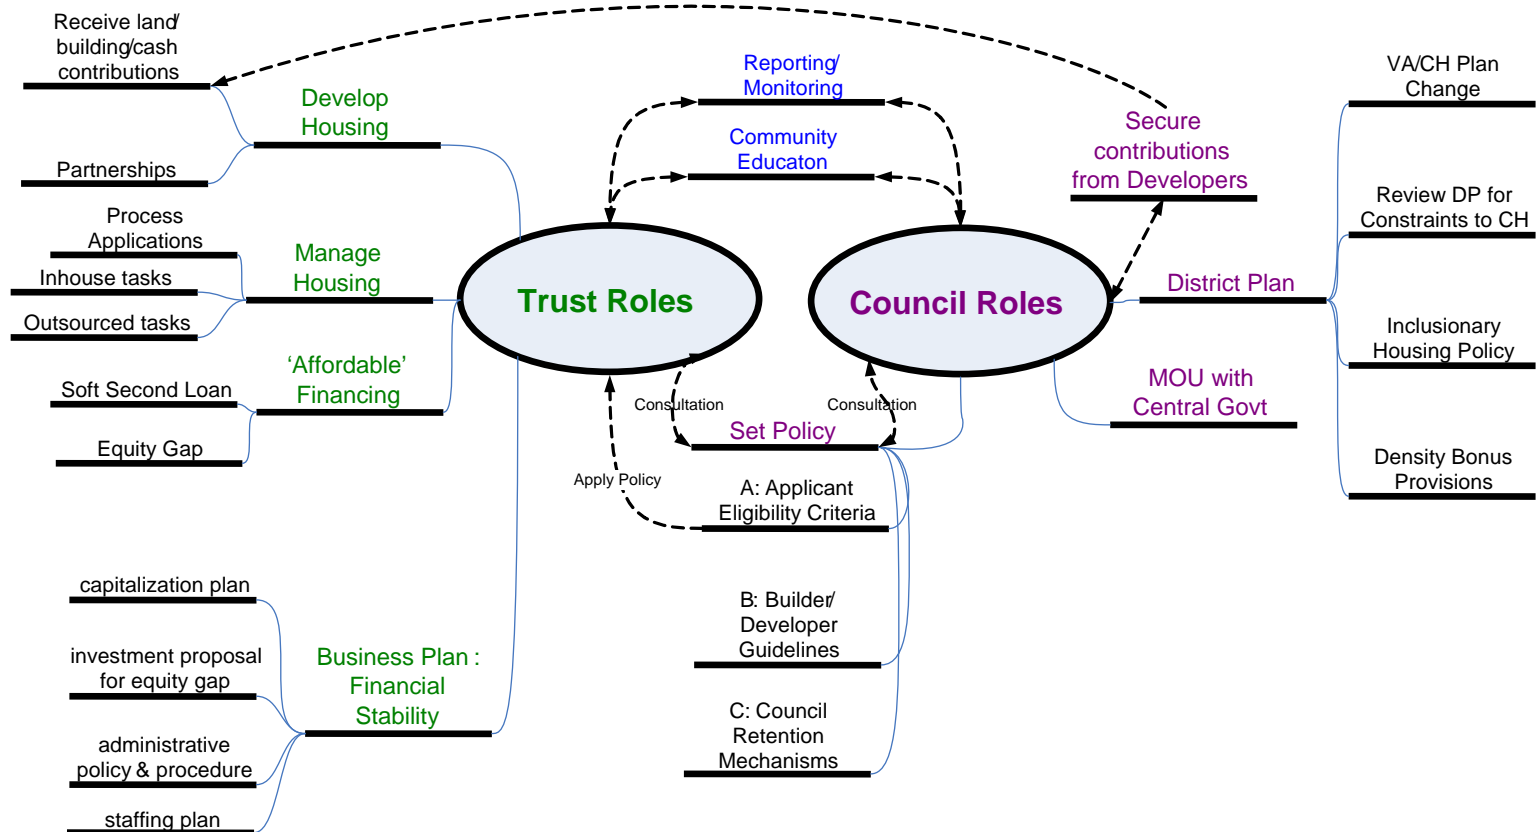 Receive land/
building/cash
contributions
Develop
Housing
Partnerships
Process
Applications
Inhouse tasks
Outsourced tasks
Manage
Housing
Soft Second Loan
Equity Gap
‘Affordable’
Financing
capitalization plan
investment proposal
for equity gap
administrative
policy & procedure
staffing plan
Business Plan :
Financial
Stability
Trust Roles
Reporting/
Monitoring
Community
Educaton
Council Roles
Consultation
Consultation
Set Policy
Apply Policy
A: Applicant
Eligibility Criteria
B: Builder/
Developer
Guidelines
C: Council
Retention
Mechanisms
Secure
contributions
from Developers
District Plan
MOU with
Central Govt
VA/CH Plan
Change
Review DP for
Constraints to CH
Inclusionary
Housing Policy
Density Bonus
Provisions